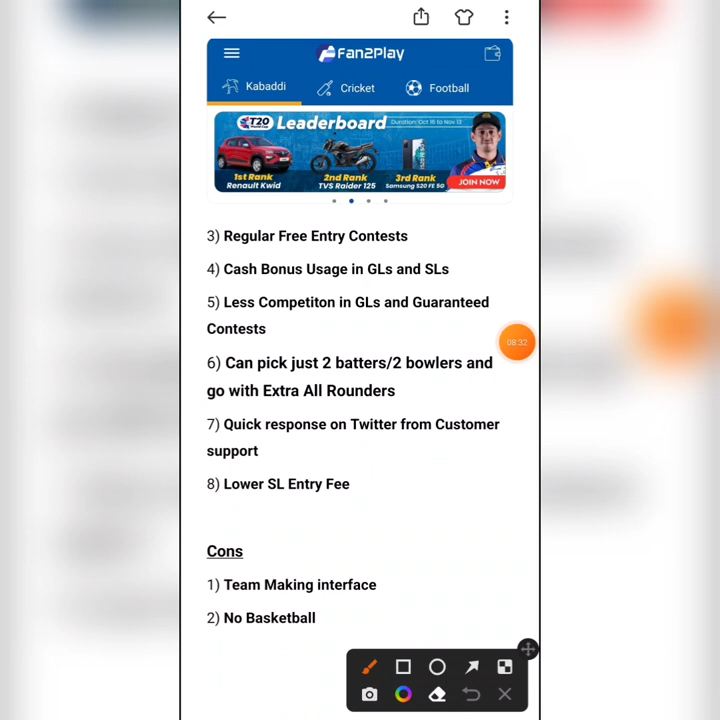 Fan2Play
Kabaddi Cricket Football
T20 Leaderboard Duration: Oct 16 to Nov 13
1st Rank 2nd Rank 3rd Rank
Renault Kwid TVS Raider 125 Samsung S20 FE 5G JOIN NOW
3) Regular Free Entry Contests
4) Cash Bonus Usage in GLs and SLs
5) Less Competiton in GLs and Guaranteed
Contests
08:32
6) Can pick just 2 batters/2 bowlers and
go with Extra All Rounders
7) Quick response on Twitter from Customer
support
8) Lower SL Entry Fee
Cons
1) Team Making interface
2) No Basketball